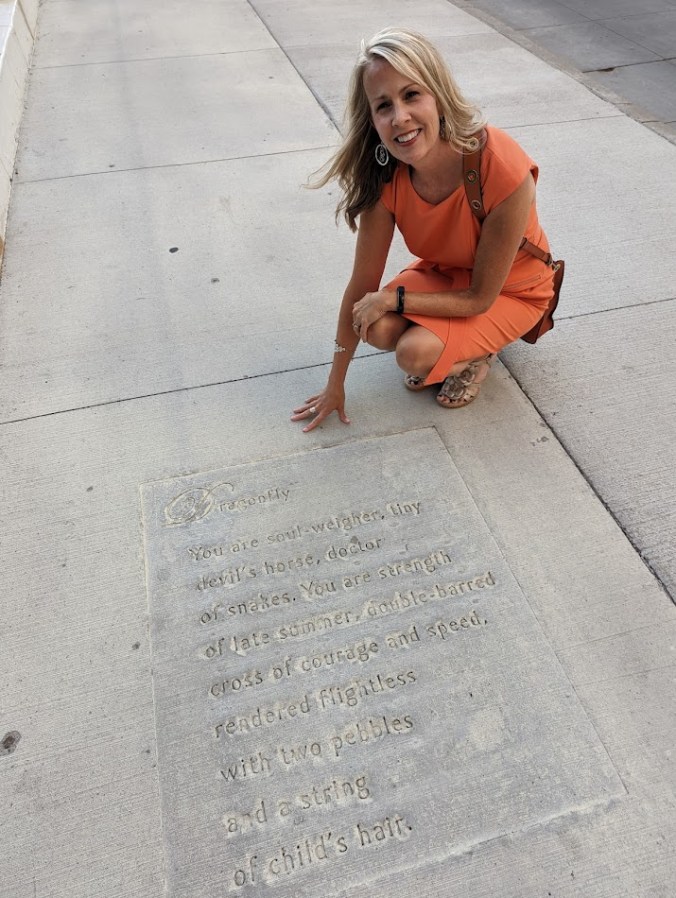 Dragonfly
You are soul-weigher, tiny
devil's horse, doctor
of snakes. You are strength
of late summer, double-barred
cross of courage and speed,
rendered flightless
with two pebbles
and a string
of child's hair.